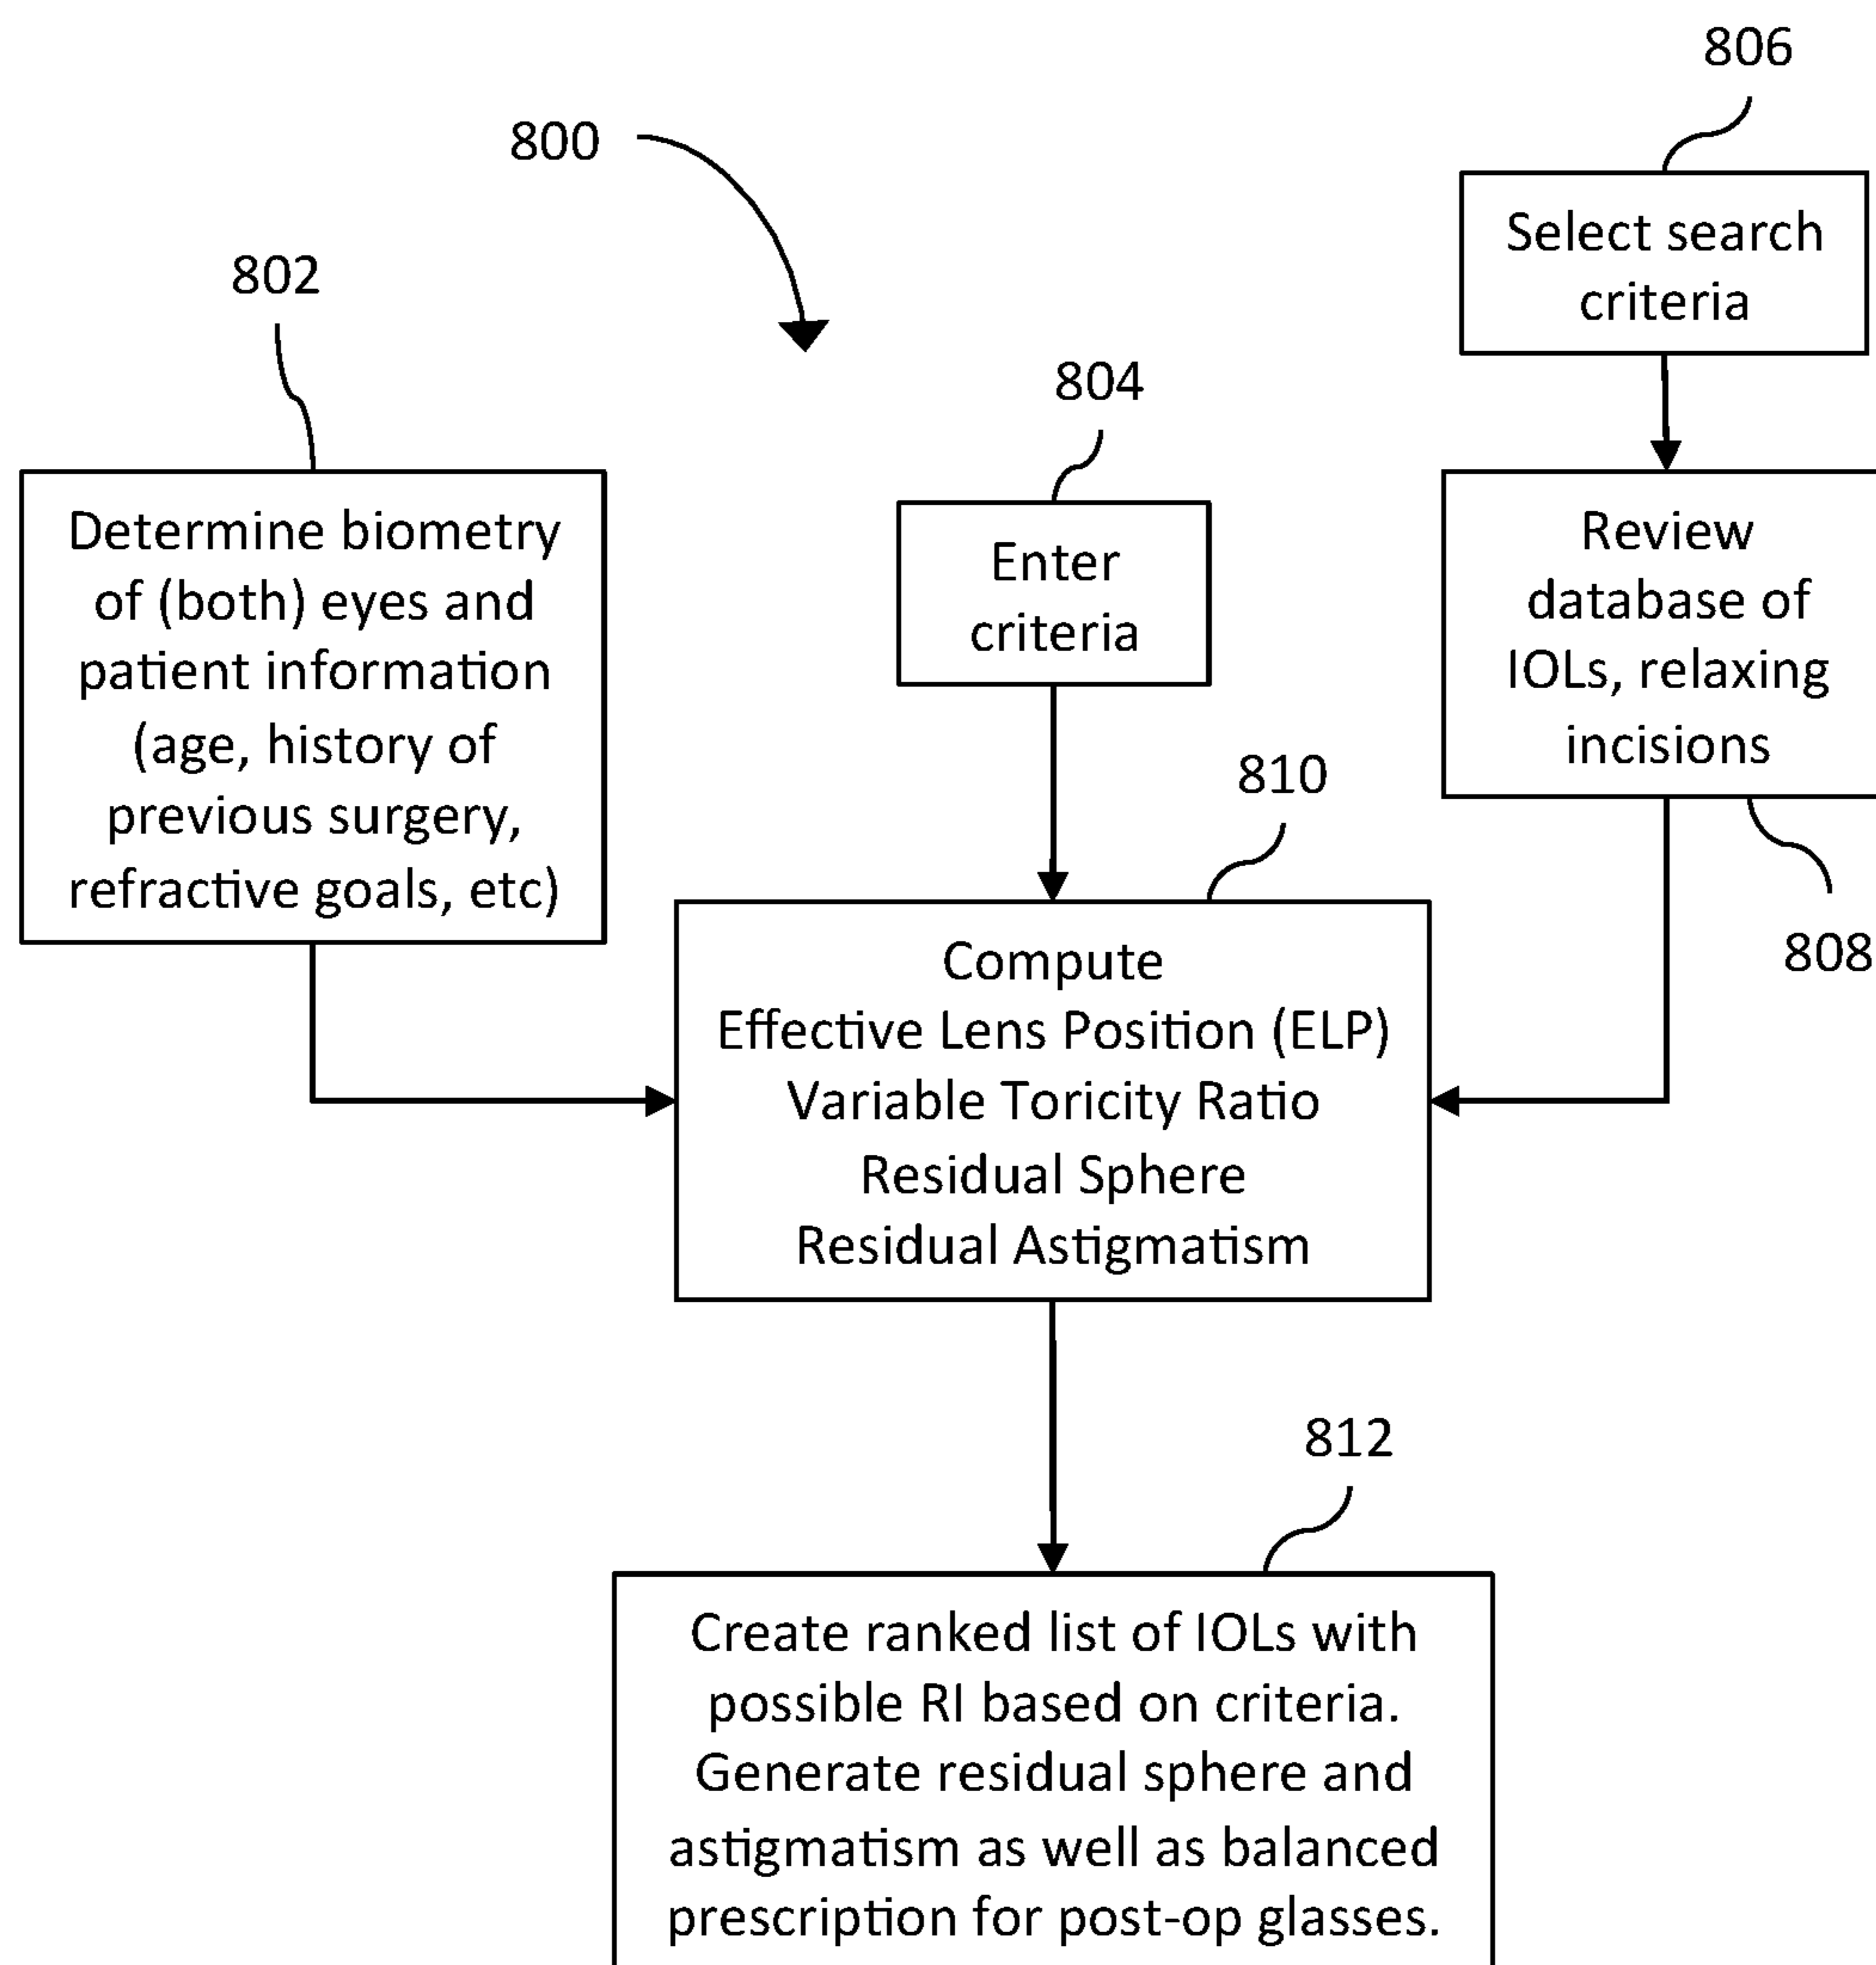 806
800
Select search
criteria
802
804
Determine biometry
of (both) eyes and
patient information
(age, history of
previous surgery,
refractive goals, etc)
Enter
criteria
Review
database of
IOLs, relaxing
incisions
810
808
Compute
Effective Lens Position (ELP)
Variable Toricity Ratio
Residual Sphere
Residual Astigmatism
812
Create ranked list of IOLs with
possible RI based on criteria.
Generate residual sphere and
astigmatism as well as balanced
prescription for post-op glasses.